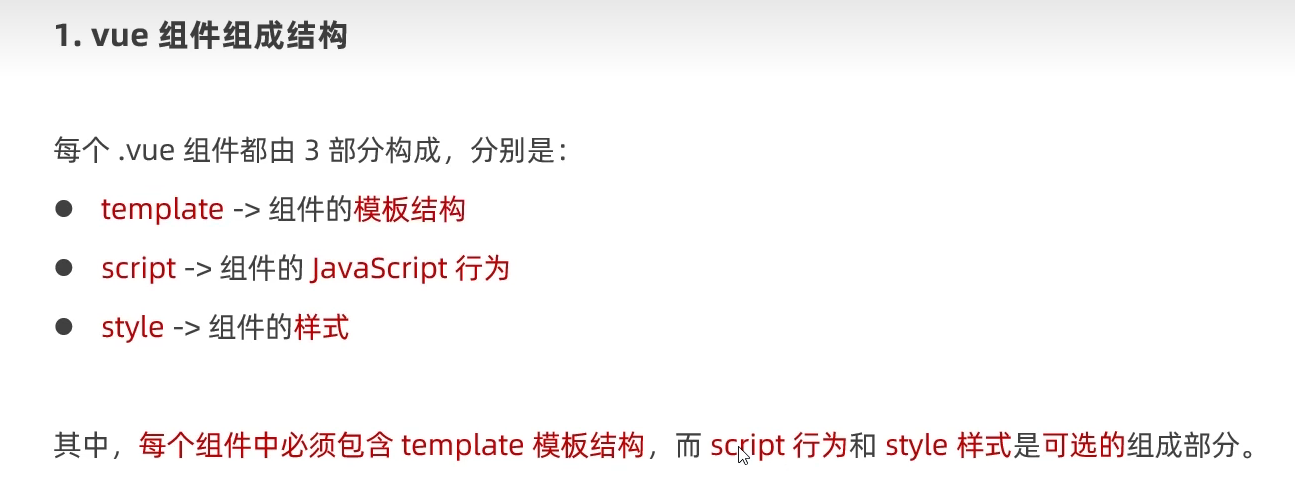 1. vue 组件组成结构
每个 .vue 组件都由 3 部分构成，分别是：
● template -> 组件的模板结构
● script -> 组件的 JavaScript 行为
● style -> 组件的样式
其中，每个组件中必须包含 template 模板结构，而 script 行为和 style 样式是可选的组成部分。